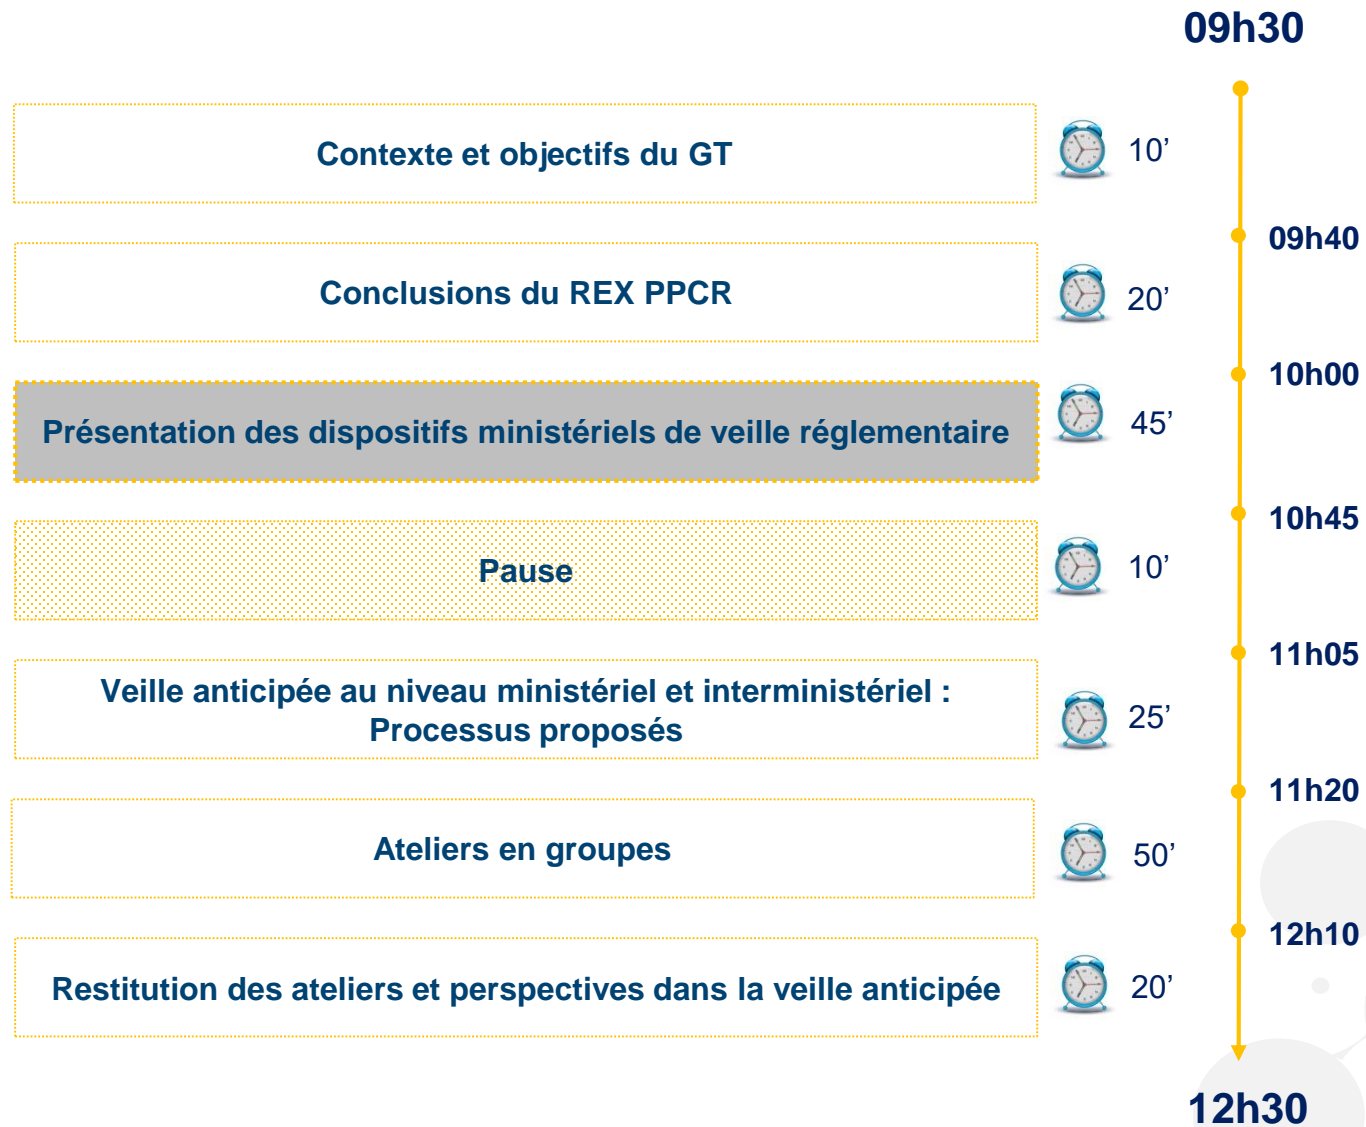 09h30
Contexte et objectifs du GT
10’
09h40
Conclusions du REX PPCR
20’
10h00
Présentation des dispositifs ministériels de veille réglementaire
45’
10h45
Pause
10’
11h05
Veille anticipée au niveau ministériel et interministériel :
Processus proposés
25’
11h20
Ateliers en groupes
50’
12h10
Restitution des ateliers et perspectives dans la veille anticipée
20’
12h30